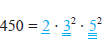 450 = 2 · 3² · 5²